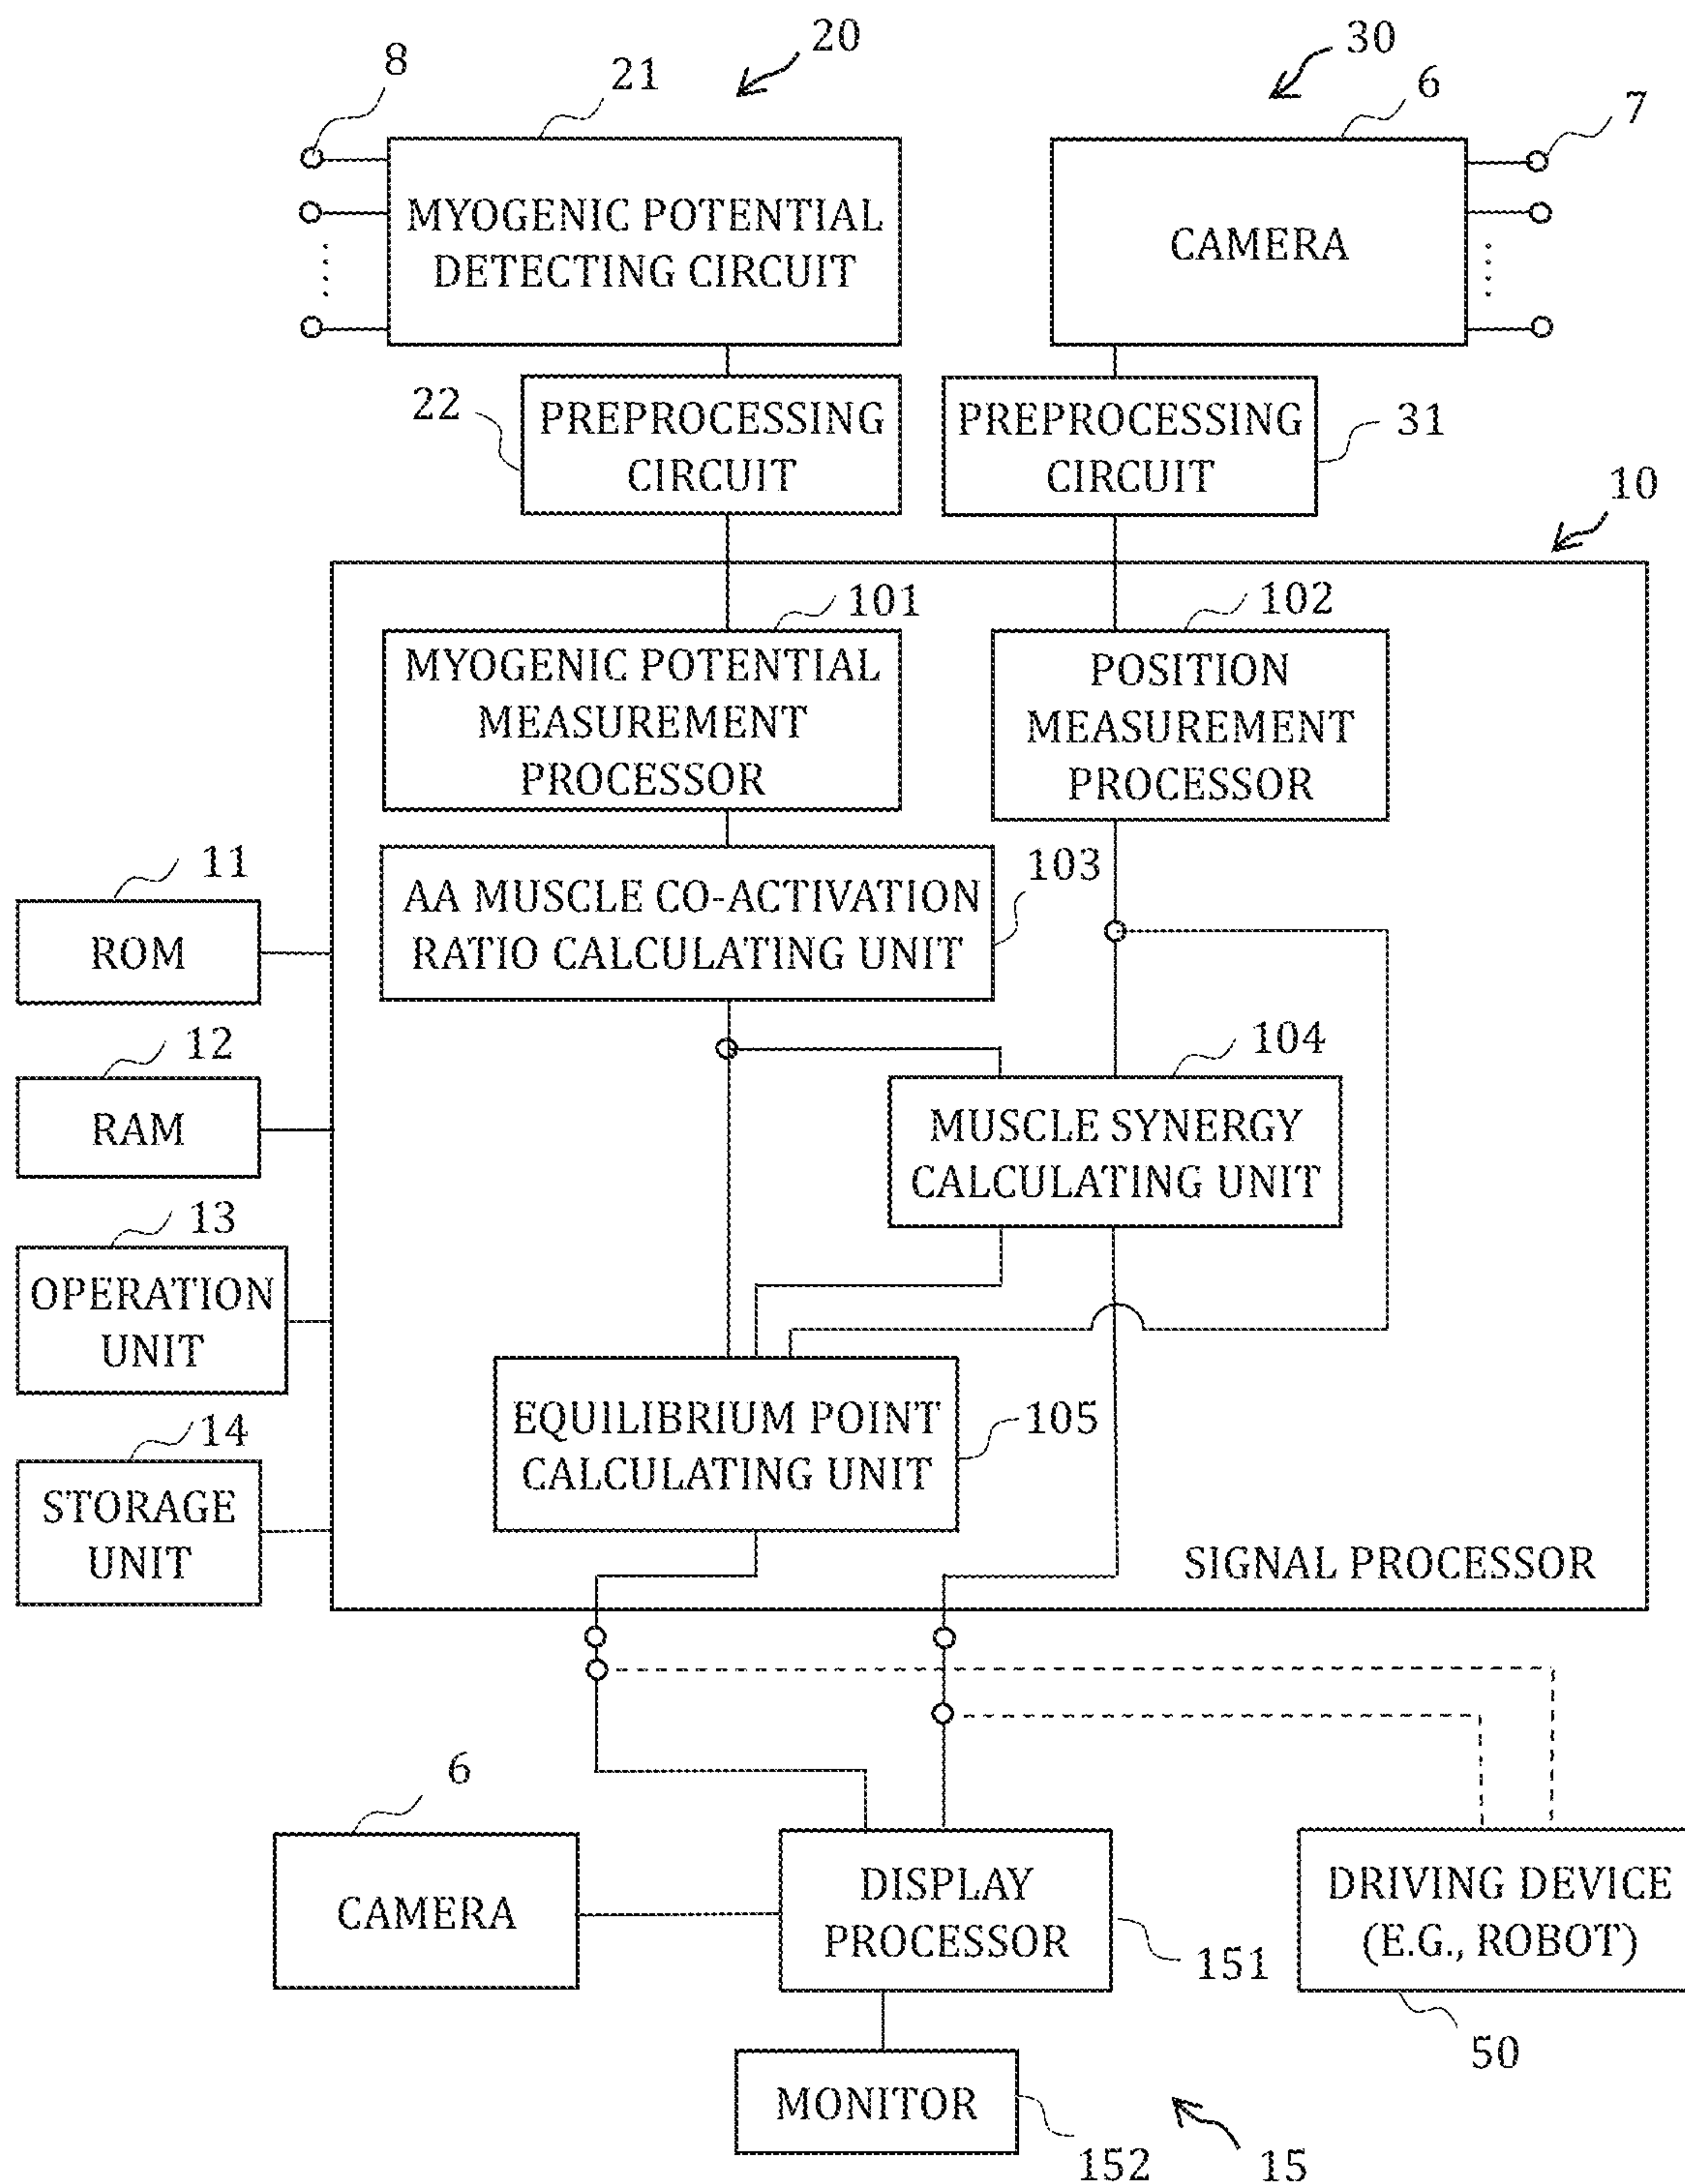 20
30
8
21
6
7
MYOGENIC POTENTIAL
DETECTING CIRCUIT
CAMERA
22
PREPROCESSING
CIRCUIT
PREPROCESSING
CIRCUIT
31
10
101
102
MYOGENIC POTENTIAL
MEASUREMENT
PROCESSOR
POSITION
MEASUREMENT
PROCESSOR
11
ROM
AA MUSCLE CO-ACTIVATION
RATIO CALCULATING UNIT
103
12
RAM
104
MUSCLE SYNERGY
CALCULATING UNIT
13
OPERATION
UNIT
EQUILIBRIUM POINT
CALCULATING UNIT
105
14
STORAGE
UNIT
SIGNAL PROCESSOR
6
CAMERA
DISPLAY
PROCESSOR
151
DRIVING DEVICE
(E.G., ROBOT)
50
MONITOR
152
15